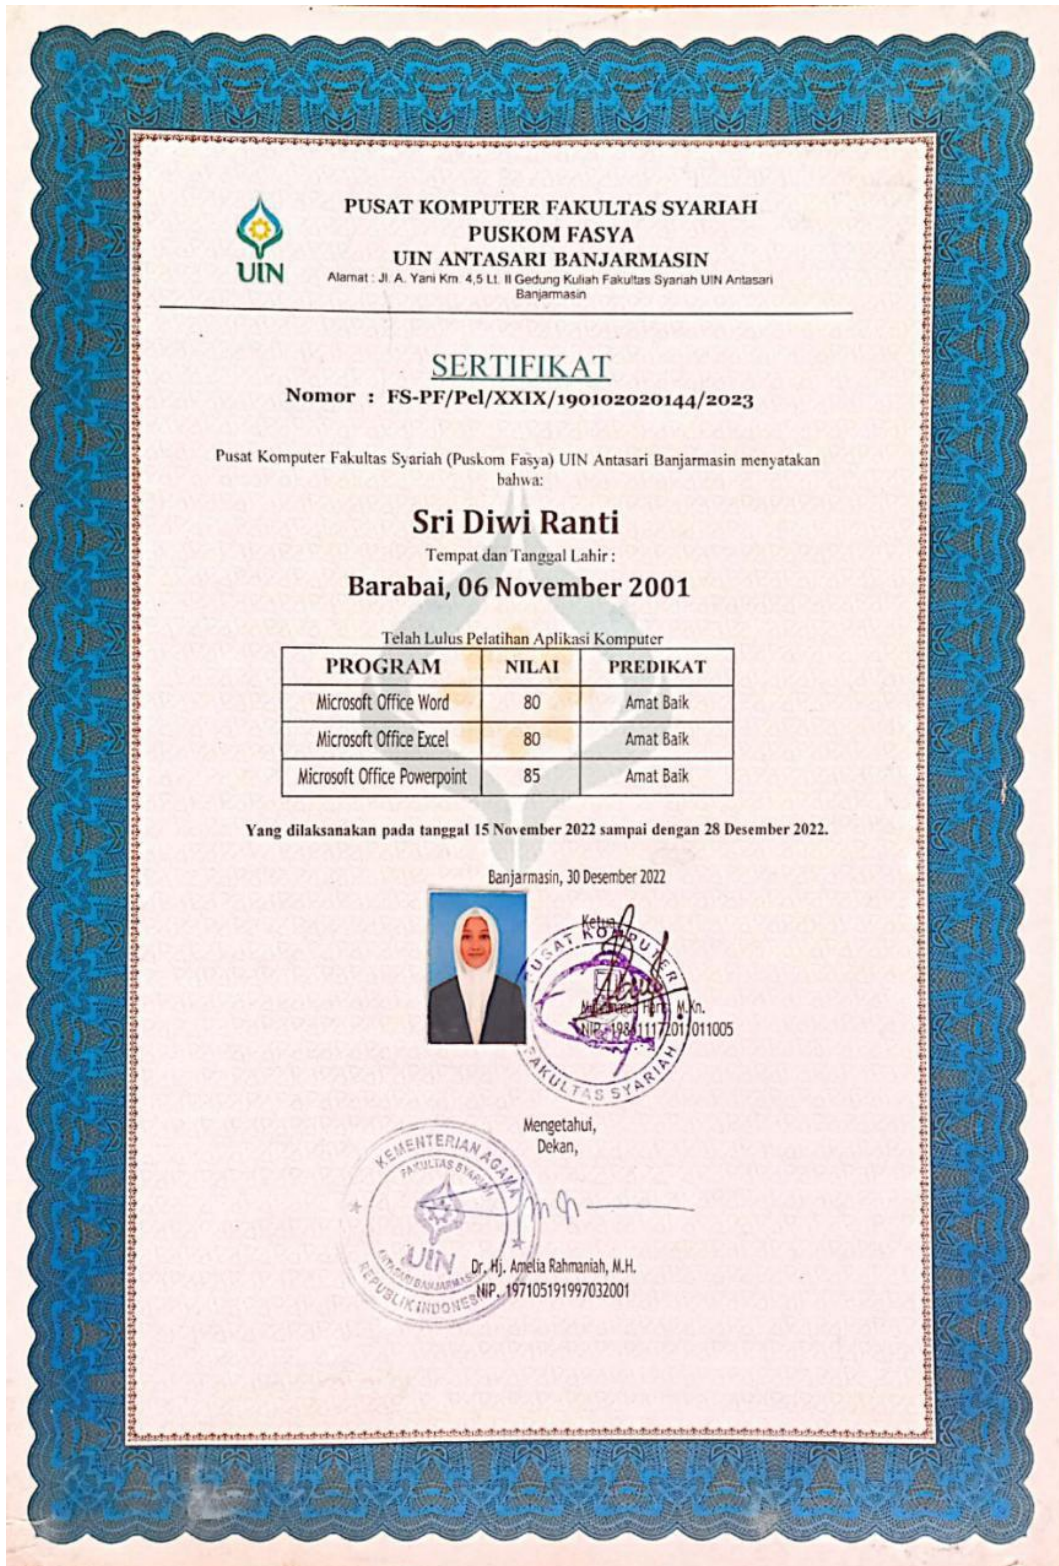 UIN
PUSAT KOMPUTER FAKULTAS SYARIAH
PUSKOM FASYA
UIN ANTASARI BANJARMASIN
Alamat : Jl. A. Yani Km. 4,5 Lt. II Gedung Kuliah Fakultas Syariah UIN Antasari
Banjarmasin
SERTIFIKAT
Nomor : FS-PF/Pel/XXIX/190102020144/2023
Pusat Komputer Fakultas Syariah (Puskom Fasya) UIN Antasari Banjarmasin menyatakan
bahwa:
Sri Diwi Ranti
Tempat dan Tanggal Lahir :
Barabai, 06 November 2001
Telah Lulus Pelatihan Aplikasi Komputer
PROGRAM NILAI PREDIKAT
Microsoft Office Word 80 Amat Baik
Microsoft Office Excel 80 Amat Baik
Microsoft Office Powerpoint 85 Amat Baik
Yang dilaksanakan pada tanggal 15 November 2022 sampai dengan 28 Desember 2022.
Banjarmasin, 30 Desember 2022
Ketua
PUSAT KOMPUTER
M.Kn.
NIP.
FAKULTAS SYARIAH
Mengetahui,
Dekan,
KEMENTERIAN AGAMA
FAKULTAS SYARIAH
UIN
ANTASARI BANJARMASIN
REPUBLIK INDONESIA
Dr. Hj. Amelia Rahmaniah, M.H.
NIP. 197105191997032001